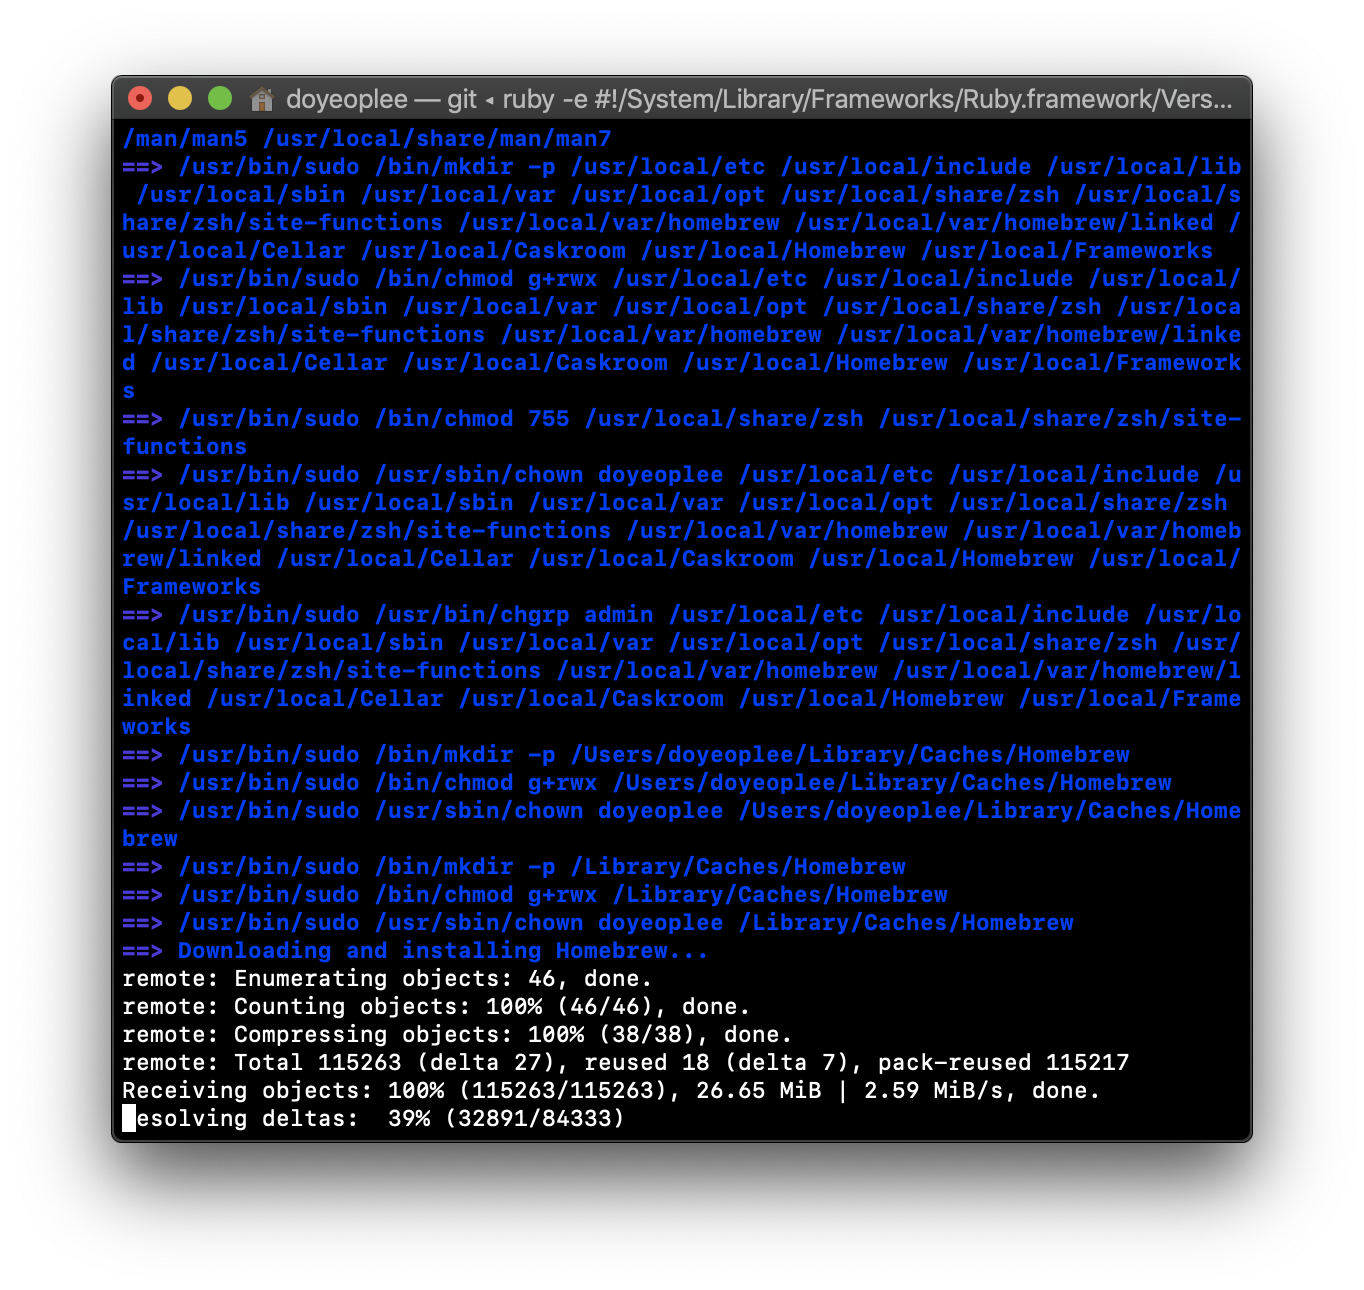 doyeoplee — git ◂ ruby -e #!/System/Library/Frameworks/Ruby.framework/Vers...
/man/man5 /usr/local/share/man/man7
==> /usr/bin/sudo /bin/mkdir -p /usr/local/etc /usr/local/include /usr/local/lib
 /usr/local/sbin /usr/local/var /usr/local/opt /usr/local/share/zsh /usr/local/s
hare/zsh/site-functions /usr/local/var/homebrew /usr/local/var/homebrew/linked /
usr/local/Cellar /usr/local/Caskroom /usr/local/Homebrew /usr/local/Frameworks
==> /usr/bin/sudo /bin/chmod g+rwx /usr/local/etc /usr/local/include /usr/local/
lib /usr/local/sbin /usr/local/var /usr/local/opt /usr/local/share/zsh /usr/loca
l/share/zsh/site-functions /usr/local/var/homebrew /usr/local/var/homebrew/linke
d /usr/local/Cellar /usr/local/Caskroom /usr/local/Homebrew /usr/local/Framework
s
==> /usr/bin/sudo /bin/chmod 755 /usr/local/share/zsh /usr/local/share/zsh/site-
functions
==> /usr/bin/sudo /usr/sbin/chown doyeoplee /usr/local/etc /usr/local/include /u
sr/local/lib /usr/local/sbin /usr/local/var /usr/local/opt /usr/local/share/zsh
/usr/local/share/zsh/site-functions /usr/local/var/homebrew /usr/local/var/homeb
rew/linked /usr/local/Cellar /usr/local/Caskroom /usr/local/Homebrew /usr/local/
Frameworks
==> /usr/bin/sudo /usr/bin/chgrp admin /usr/local/etc /usr/local/include /usr/lo
cal/lib /usr/local/sbin /usr/local/var /usr/local/opt /usr/local/share/zsh /usr/
local/share/zsh/site-functions /usr/local/var/homebrew /usr/local/var/homebrew/l
inked /usr/local/Cellar /usr/local/Caskroom /usr/local/Homebrew /usr/local/Frame
works
==> /usr/bin/sudo /bin/mkdir -p /Users/doyeoplee/Library/Caches/Homebrew
==> /usr/bin/sudo /bin/chmod g+rwx /Users/doyeoplee/Library/Caches/Homebrew
==> /usr/bin/sudo /usr/sbin/chown doyeoplee /Users/doyeoplee/Library/Caches/Home
brew
==> /usr/bin/sudo /bin/mkdir -p /Library/Caches/Homebrew
==> /usr/bin/sudo /bin/chmod g+rwx /Library/Caches/Homebrew
==> /usr/bin/sudo /usr/sbin/chown doyeoplee /Library/Caches/Homebrew
==> Downloading and installing Homebrew...
remote: Enumerating objects: 46, done.
remote: Counting objects: 100% (46/46), done.
remote: Compressing objects: 100% (38/38), done.
remote: Total 115263 (delta 27), reused 18 (delta 7), pack-reused 115217
Receiving objects: 100% (115263/115263), 26.65 MiB | 2.59 MiB/s, done.
esolving deltas:  39% (32891/84333)